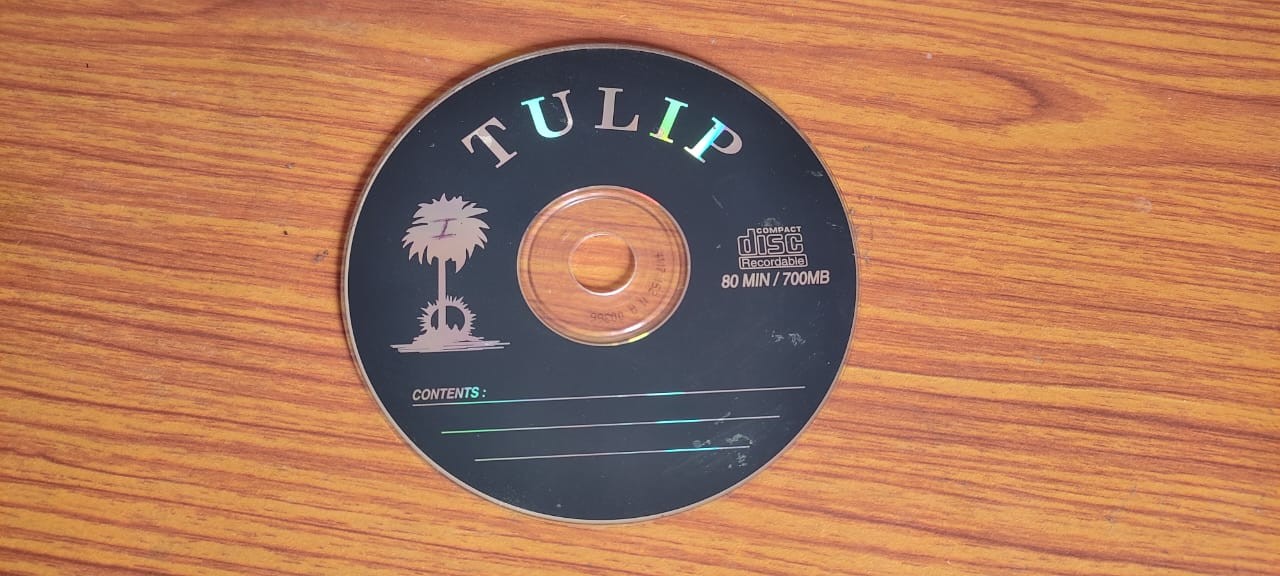 TULIP
I
COMPACT
disc
Recordable
80 MIN / 700MB
CONTENTS :